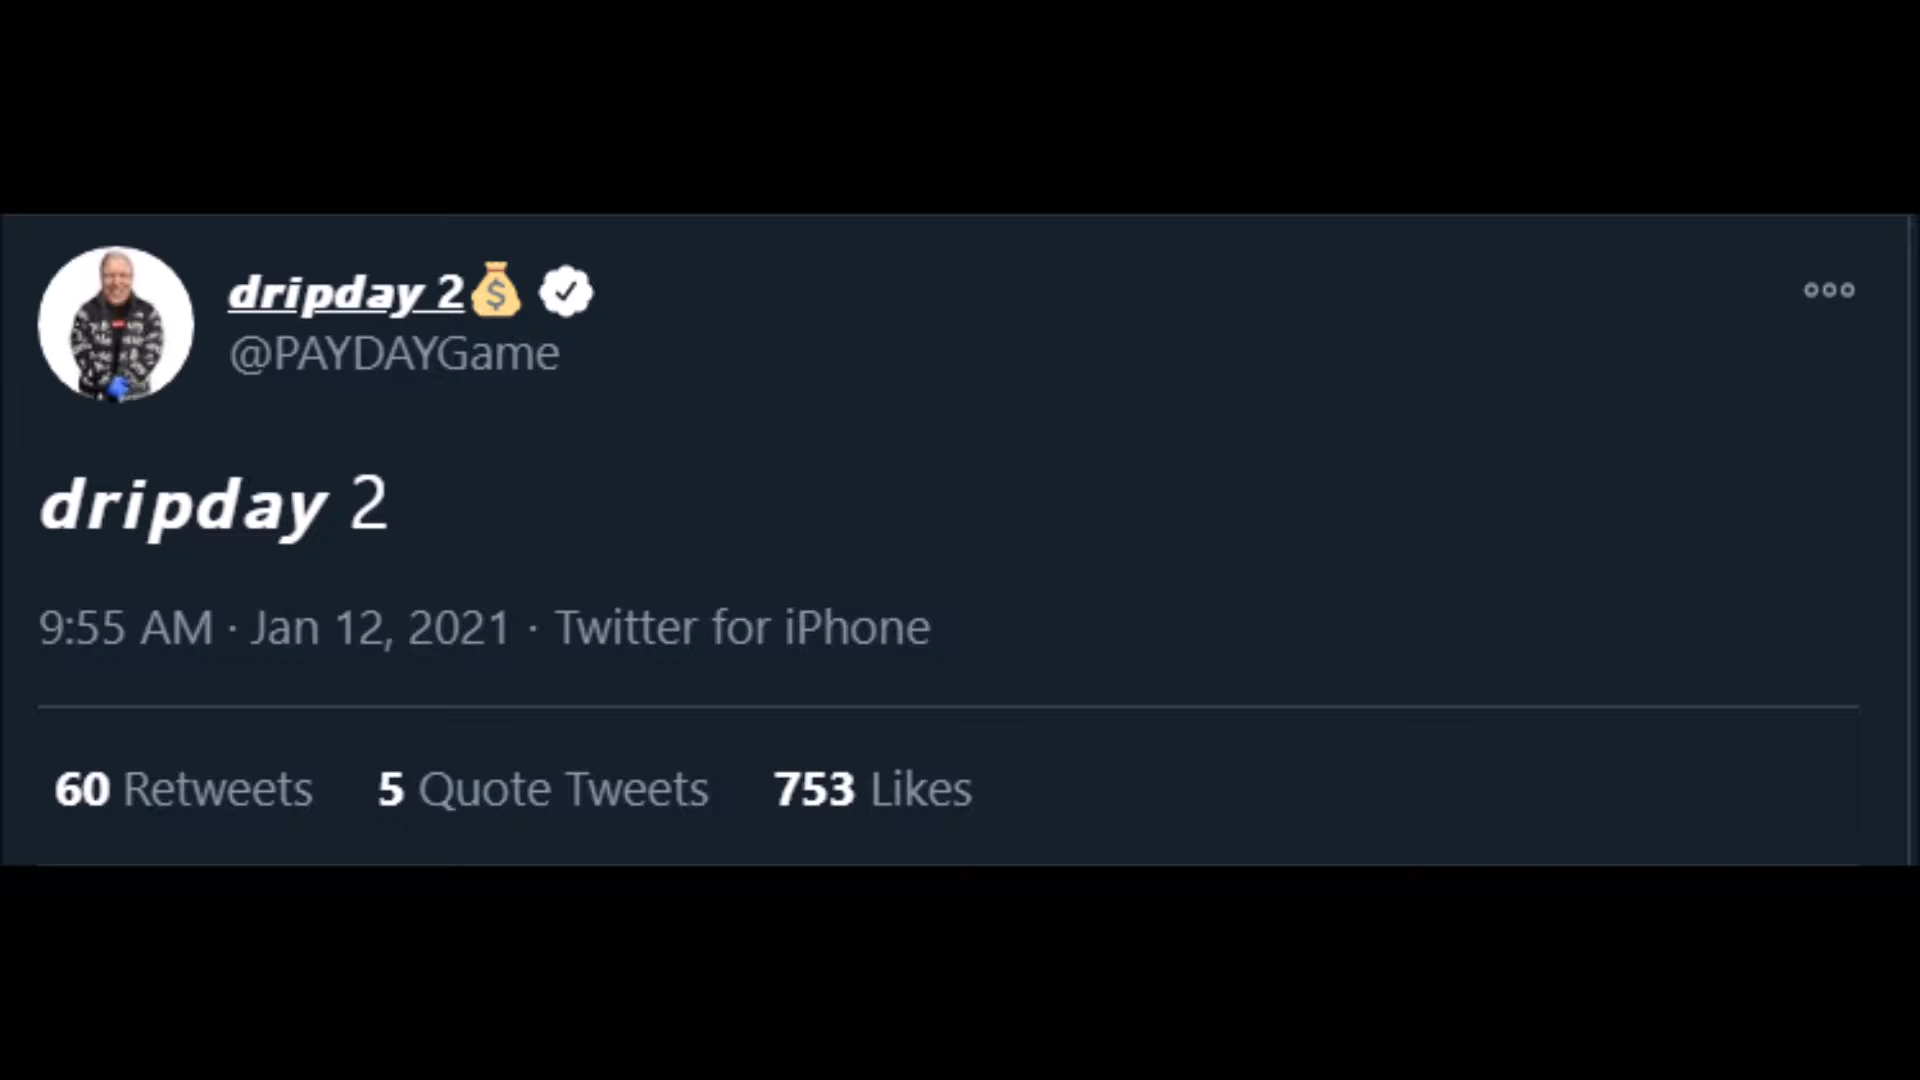 dripday 2💰
@PAYDAYGame
dripday 2
9:55 AM · Jan 12, 2021 · Twitter for iPhone
60 Retweets 5 Quote Tweets 753 Likes